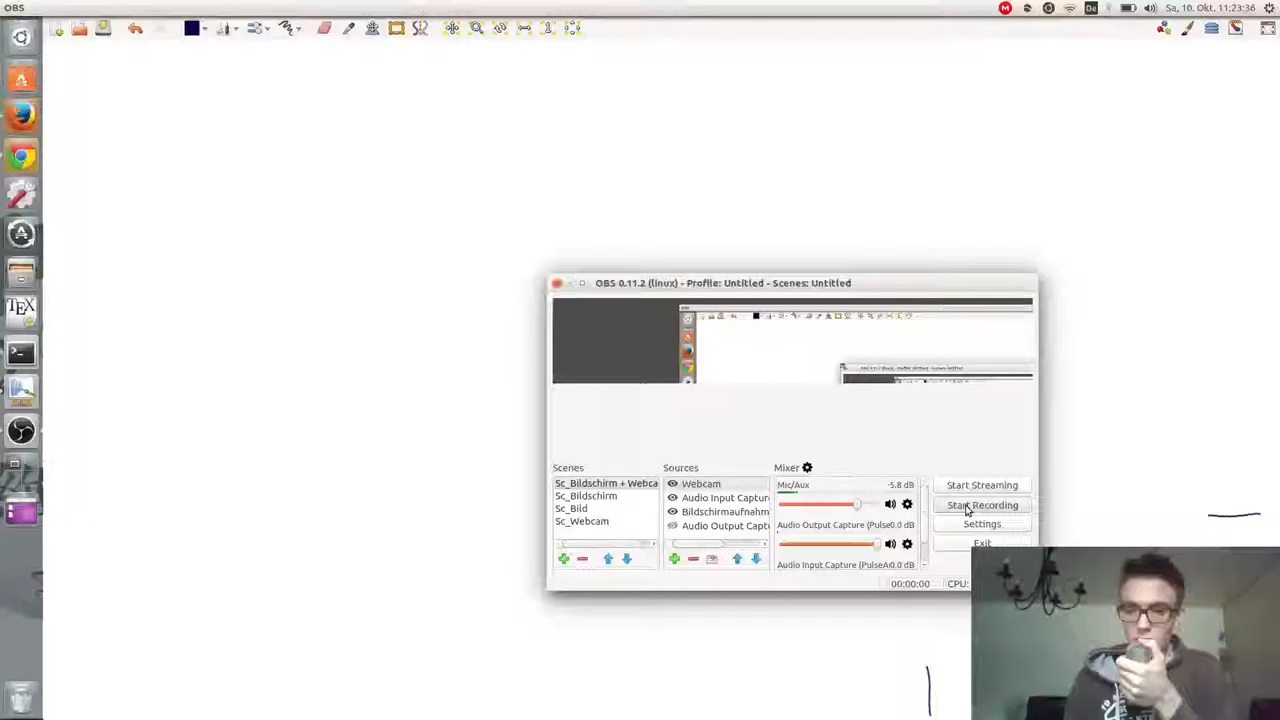 OBS
De
Sa, 10. Okt. 11:23:36
OBS 0.11.2 (linux) - Profile: Untitled - Scenes: Untitled
Scenes
Sources
Mixer
Sc_Bildschirm + Webca
Sc_Bildschirm
Sc_Bild
Sc_Webcam
Webcam
Audio Input Captur
Bildschirmaufnahm
Audio Output Capt
Mic/Aux
-5.8 dB
Audio Output Capture (Pulse
0.0 dB
Audio Input Capture (PulseA
0.0 dB
Start Streaming
Start Recording
Settings
Exit
00:00:00
CPU:
TEX